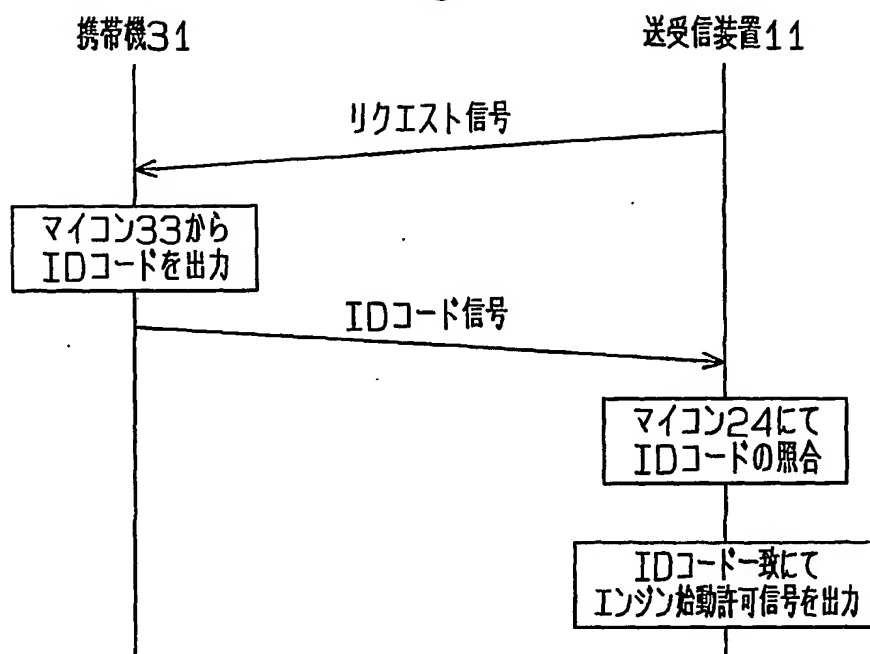 携帯機31
送受信装置11
リクエスト信号
マイコン33から
IDコードを出力
IDコード信号
マイコン24にて
IDコードの照合
IDコード一致にて
エンジン始動許可信号を出力